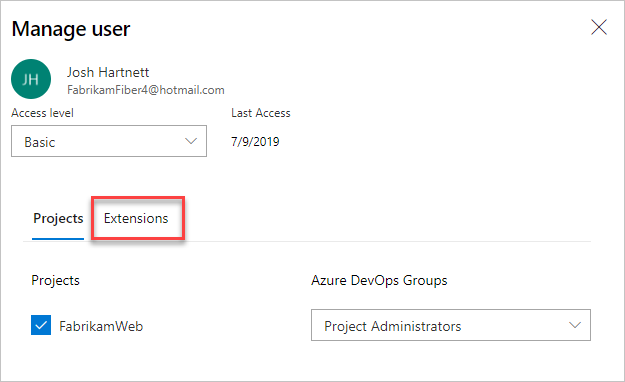 Manage user
JH
Josh Hartnett
FabrikamFiber4@hotmail.com
Access level
Last Access
Basic
7/9/2019
Projects
Extensions
Projects
Azure DevOps Groups
FabrikamWeb
Project Administrators